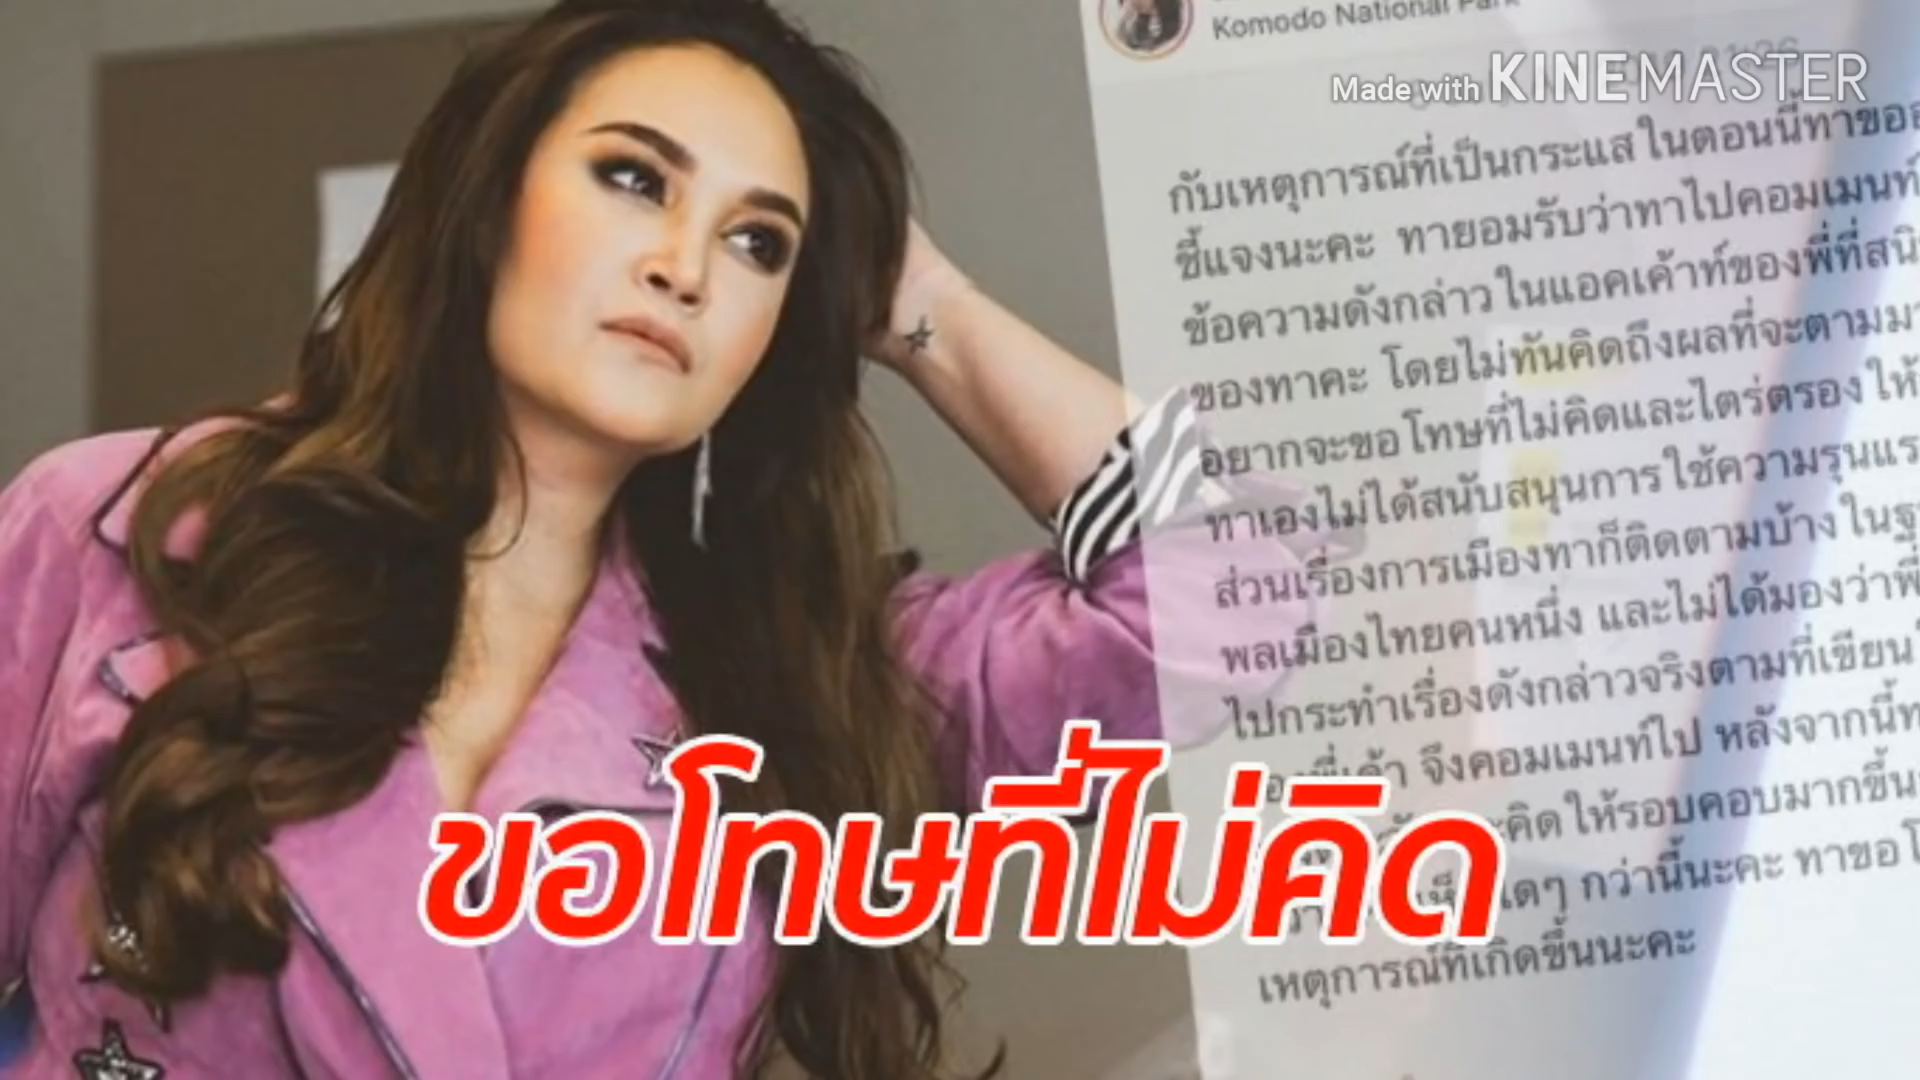 Komodo National Park
Made with KINEMASTER
กับเหตุการณ์ที่เป็นกระแสในตอนนี้ทาขออ
ชี้แจงนะคะ ทายอมรับว่าทาไปคอมเมนท์
ข้อความดังกล่าวในแอคเค้าท์ของพี่ที่สนิ
ของทาคะ โดยไม่ทันคิดถึงผลที่จะตามมา
อยากจะขอโทษที่ไม่คิดและไตร่ตรองให้
ทาเองไม่ได้สนับสนุนการใช้ความรุนแร
ส่วนเรื่องการเมืองทาก็ติดตามบ้างในฐ
พลเมืองไทยคนหนึ่ง และไม่ได้มองว่าพี่
ไปกระทำเรื่องดังกล่าวจริงตามที่เขียน
พี่เค้า จึงคอมเมนท์ไป หลังจากนี้ท
คิดให้รอบคอบมากขึ้น
ใดๆ กว่านี้นะคะ ทาขอโ
เหตุการณ์ที่เกิดขึ้นนะคะ
ขอโทษที่ไม่คิด